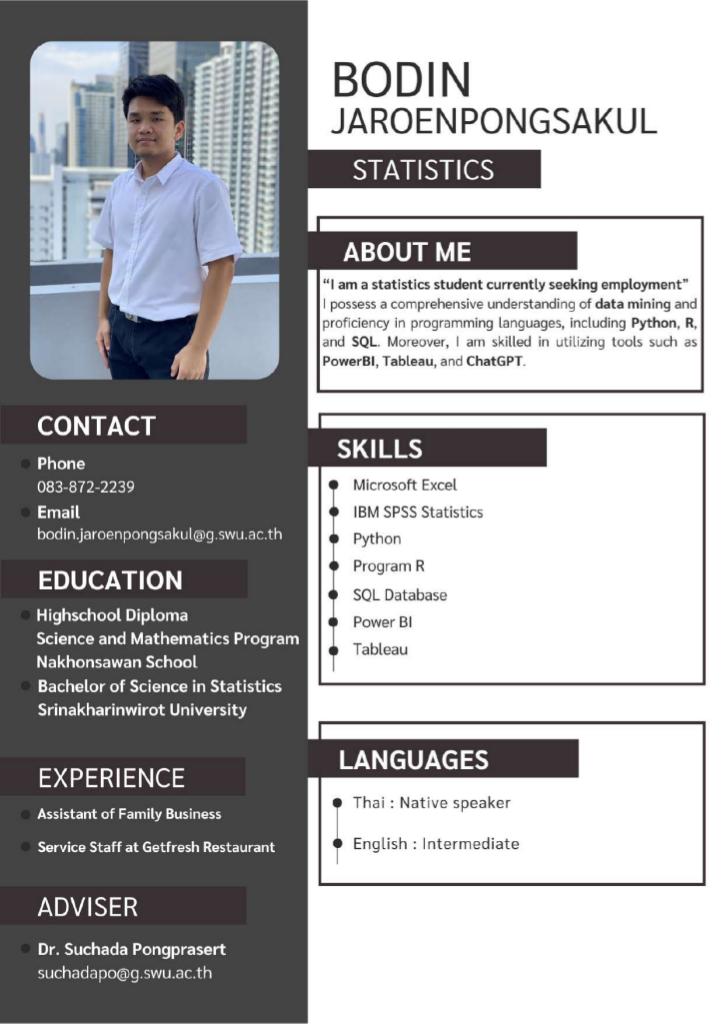 BODIN
JAROENPONGSAKUL
STATISTICS
ABOUT ME
“I am a statistics student currently seeking employment”
I possess a comprehensive understanding of data mining and
proficiency in programming languages, including Python, R,
and SQL. Moreover, I am skilled in utilizing tools such as
PowerBI, Tableau, and ChatGPT.
SKILLS
Microsoft Excel
IBM SPSS Statistics
Python
Program R
SQL Database
Power BI
Tableau
LANGUAGES
Thai : Native speaker
English : Intermediate
CONTACT
Phone
083-872-2239
Email
bodin.jaroenpongsakul@g.swu.ac.th
EDUCATION
Highschool Diploma
Science and Mathematics Program
Nakhonsawan School
Bachelor of Science in Statistics
Srinakharinwirot University
EXPERIENCE
Assistant of Family Business
Service Staff at Getfresh Restaurant
ADVISER
Dr. Suchada Pongprasert
suchadapo@g.swu.ac.th